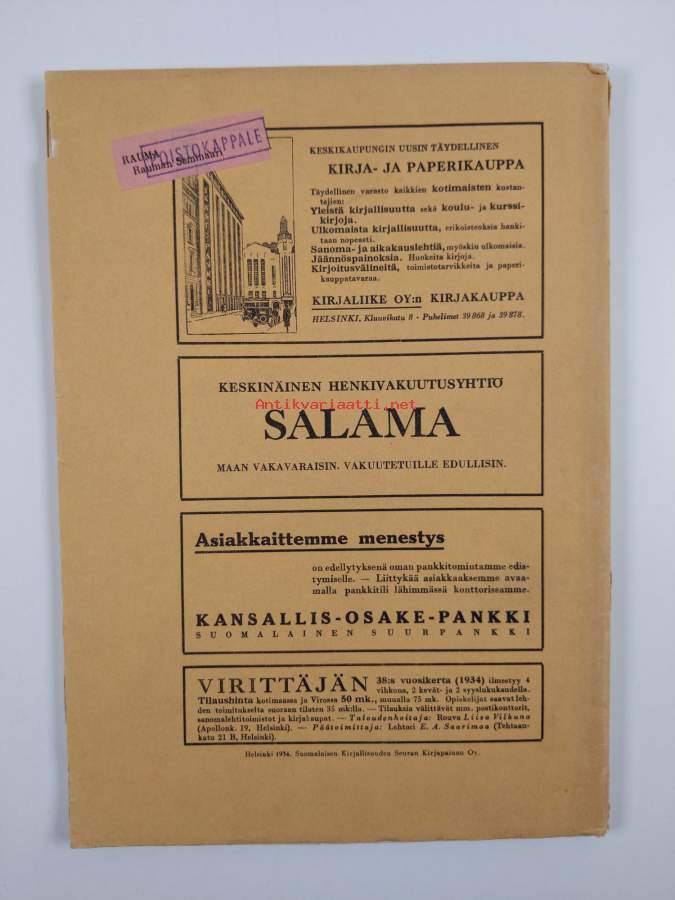 RAUMA
Rauman Seminaari
POISTOKAPPALE
KESKIKAUPUNGIN UUSIN TÄYDELLINEN
KIRJA- JA PAPERIKAUPPA
Täydellinen varasto kaikkien kotimaisten kustan-
tajien:
Yleistä kirjallisuutta sekä koulu- ja kurssi-
kirjoja.
Ulkomaista kirjallisuutta, erikoisteoksia hanki-
taan nopeasti.
Sanoma- ja aikakauslehtiä, myöskin ulkomaisia.
Jäännöspainoksia. Huokeita kirjoja.
Kirjoitusvälineitä, toimistotarvikkeita ja paperi-
kauppatavaraa.
KIRJALIIKE OY:n KIRJAKAUPPA
HELSINKI, Kluuvikatu 8 - Puhelimet 39 868 ja 39 878.
KESKINÄINEN HENKIVAKUUTUSYHTIÖ
Antikvariaatti.net
SALAMA
MAAN VAKAVARAISIN. VAKUUTETUILLE EDULLISIN.
Asiakkaittemme menestys
on edellytyksenä oman pankkitoimintamme edis-
tymiselle. — Liittykää asiakkaaksemme avaa-
malla pankkitili lähimmässä konttorissamme.
KANSALLIS-OSAKE-PANKKI
SUOMALAINEN SUURPANKKI
VIRITTÄJÄN 38:s vuosikerta (1934) ilmestyy 4
vihkona, 2 kevät- ja 2 syyslukukaudella.
Tilaushinta kotimaassa ja Virossa 50 mk., muualla 75 mk. Opiskelijat saavat leh-
den toimitukselta suoraan tilaten 35 mk:lla. — Tilauksia välittävät mm. postikonttorit,
sanomalehtitoimistot ja kirjakaupat. — Taloudenhoitaja: Rouva Liisa Vilkuna
(Apollonk. 19, Helsinki). — Päätoimittaja: Lehtori E. A. Saarimaa (Tehtaan-
katu 21 B, Helsinki).
Helsinki 1934. Suomalaisen Kirjallisuuden Seuran Kirjapainon Oy.